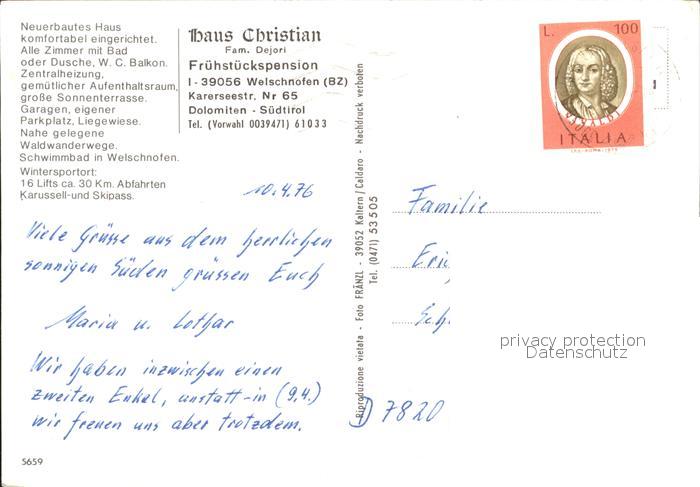 Neuerbautes Haus
komfortabel eingerichtet.
Alle Zimmer mit Bad
oder Dusche, W. C. Balkon.
Zentralheizung,
gemütlicher Aufenthaltsraum,
große Sonnenterrasse.
Garagen, eigener
Parkplatz, Liegewiese.
Nahe gelegene
Waldwanderwege.
Schwimmbad in Welschnofen.
Wintersportort:
16 Lifts ca. 30 Km. Abfahrten
Karussell-und Skipass.
Haus Christian
Fam. Dejori
Frühstückspension
I - 39056 Welschnofen (BZ)
Karerseestr. Nr 65
Dolomiten - Südtirol
Tel. (Vorwahl 0039471) 61033
10.4.76
Viele Grüsse aus dem herrlichen
sonnigen Süden grüssen Euch
Maria u. Lothar
Wir haben inzwischen einen
zweiten Enkel, anstatt-in (9.4.)
wir freuen uns aber trotzdem.
5659
Riproduzione vietata - Foto FRÄNZL - 39052 Kaltern/Caldaro - Nachdruck verboten
Tel. (0471) 53505
L. 100
VIVALDI
ITALIA
Familie
Eri
Sch
privacy protection
Datenschutz
D 7820